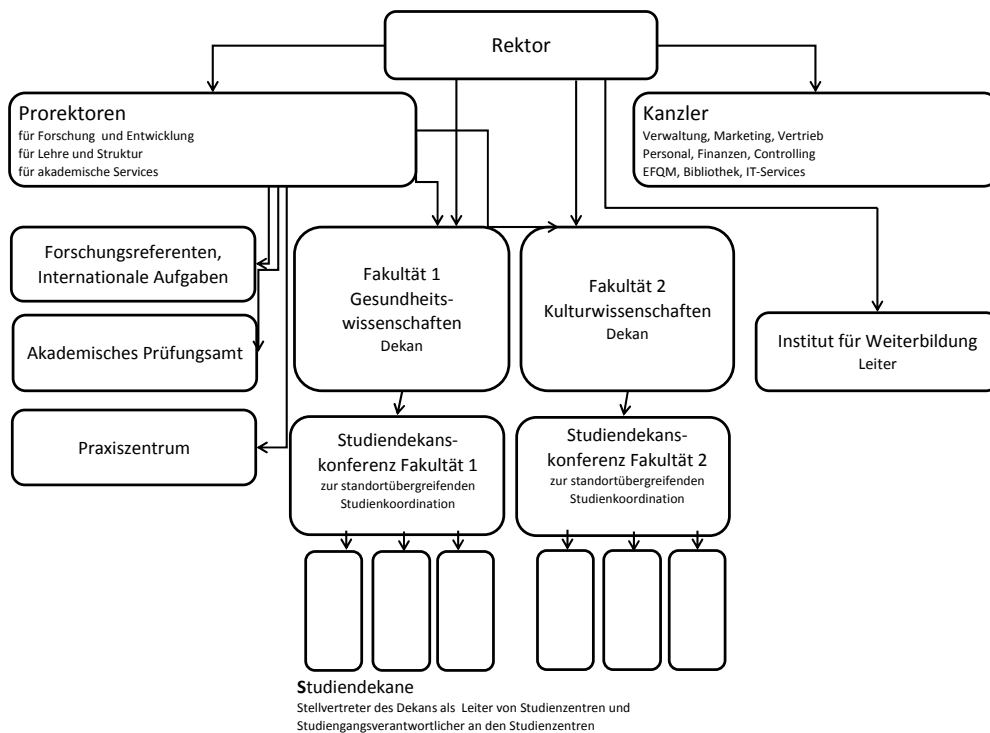 Rektor
Prorektoren
für Forschung und Entwicklung
für Lehre und Struktur
für akademische Services
Kanzler
Verwaltung, Marketing, Vertrieb
Personal, Finanzen, Controlling
EFQM, Bibliothek, IT-Services
Forschungsreferenten,
Internationale Aufgaben
Akademisches Prüfungsamt
Praxiszentrum
Fakultät 1
Gesundheits-
wissenschaften
Dekan
Fakultät 2
Kulturwissenschaften
Dekan
Institut für Weiterbildung
Leiter
Studiendekans-
konferenz Fakultät 1
zur standortübergreifenden
Studienkoordination
Studiendekans-
konferenz Fakultät 2
zur standortübergreifenden
Studienkoordination
Studiendekane
Stellvertreter des Dekans als Leiter von Studienzentren und
Studiengangsverantwortlicher an den Studienzentren